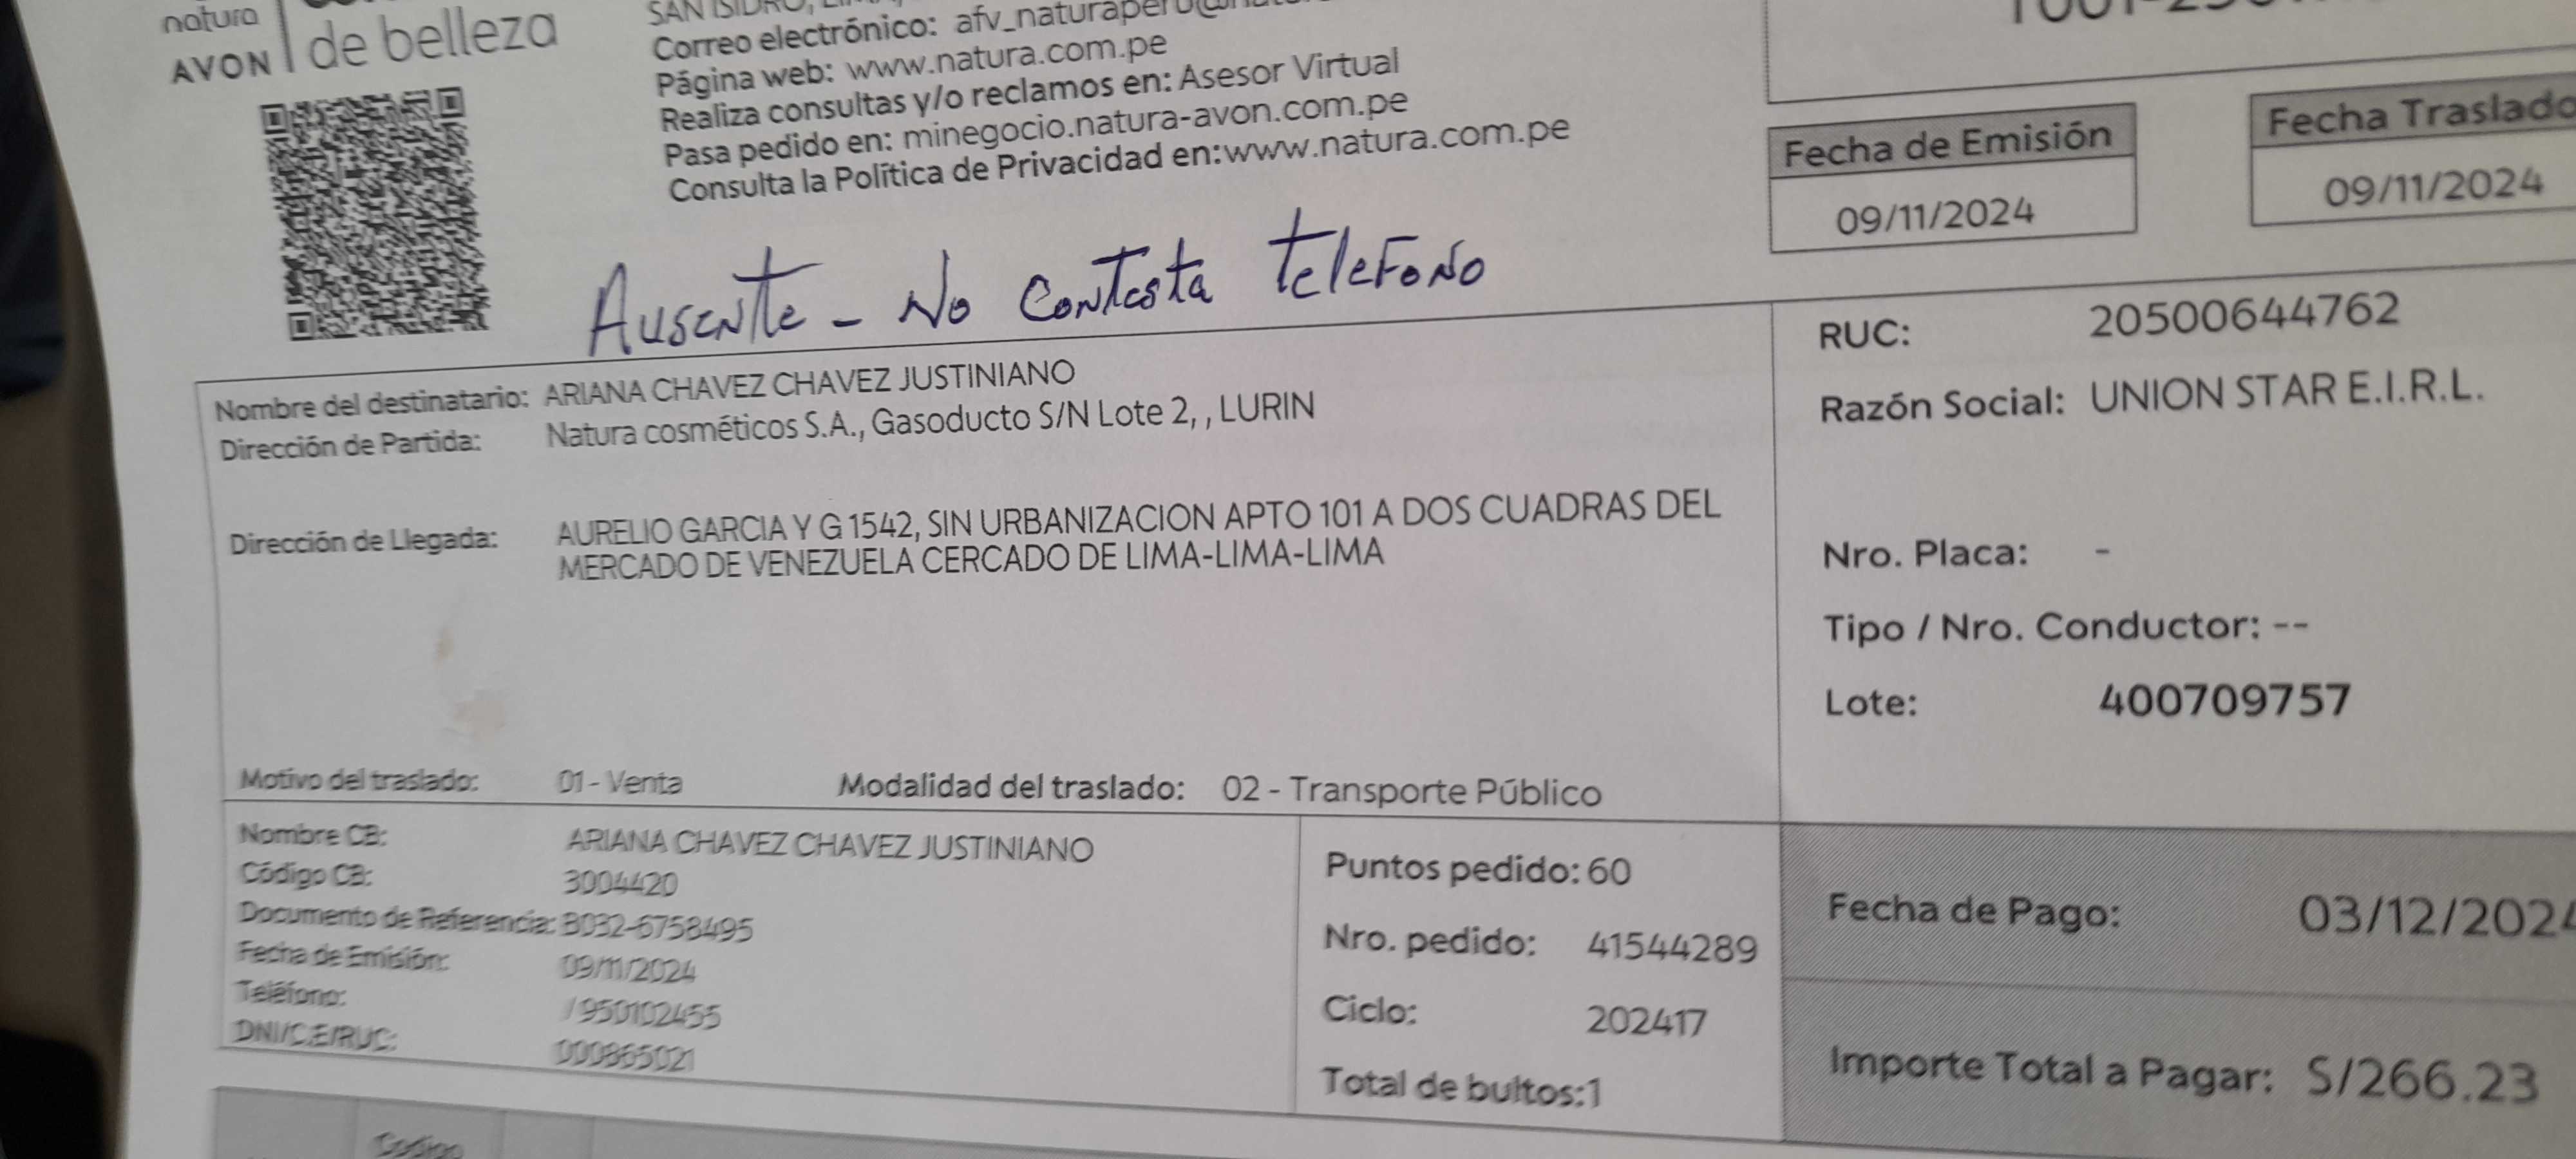 natura
AVON
de belleza
SAN ISIDRO,
Correo electrónico:
Página web: www.natura.com.pe
Realiza consultas y/o reclamos en: Asesor Virtual
Pasa pedido en: minegocio.natura-avon.com.pe
Consulta la Política de Privacidad en:www.natura.com.pe
Fecha de Emisión
09/11/2024
Fecha Traslado
09/11/2024
Ausente - No Contesta telefono
Nombre del destinatario: ARIANA CHAVEZ CHAVEZ JUSTINIANO
Dirección de Partida: Natura cosméticos S.A., Gasoducto S/N Lote 2, , LURIN
Dirección de Llegada: AURELIO GARCIA Y G 1542, SIN URBANIZACION APTO 101 A DOS CUADRAS DEL
MERCADO DE VENEZUELA CERCADO DE LIMA-LIMA-LIMA
Motivo del traslado: 01 - Venta Modalidad del traslado: 02 - Transporte Público
RUC: 20500644762
Razón Social: UNION STAR E.I.R.L.
Nro. Placa: -
Tipo / Nro. Conductor: --
Lote: 400709757
Nombre CB: ARIANA CHAVEZ CHAVEZ JUSTINIANO
Código CB: 3004420
Documento de Referencia: B032-6758495
Fecha de Emisión: 09/11/2024
Teléfono: / 950102455
DNI/CE/RUC: 000865021
Puntos pedido: 60
Nro. pedido: 41544289
Ciclo: 202417
Total de bultos:1
Fecha de Pago: 03/12/2024
Importe Total a Pagar: S/266.23
Código